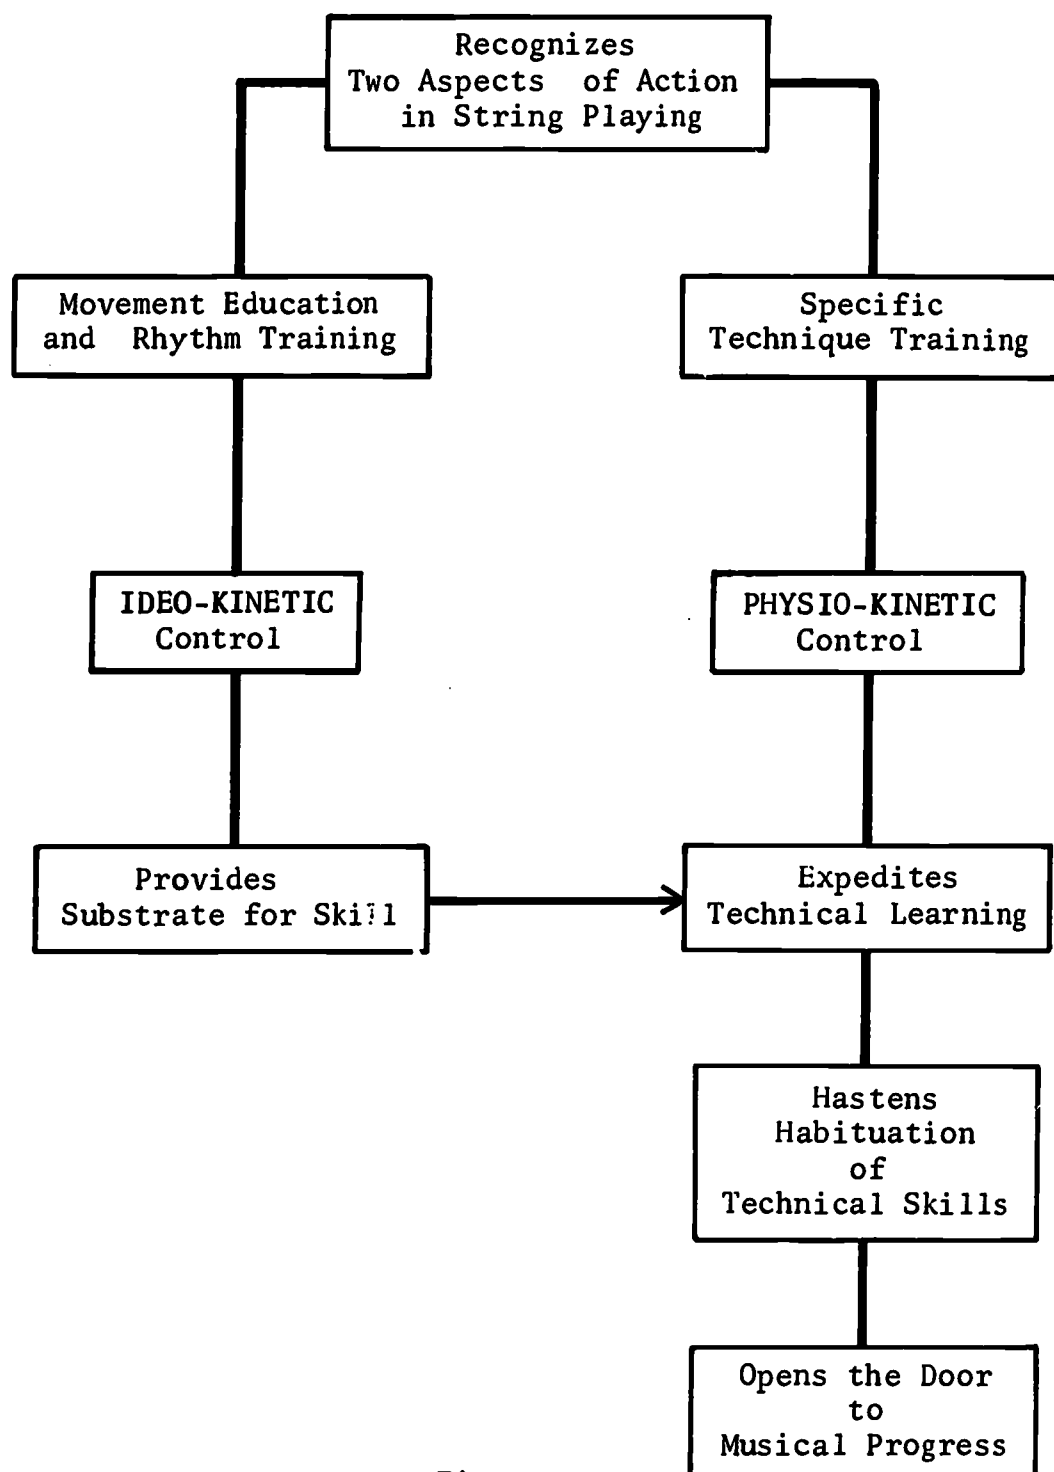 Recognizes
Two Aspects of Action
in String Playing
Movement Education
and Rhythm Training
Specific
Technique Training
IDEO-KINETIC
Control
PHYSIO-KINETIC
Control
Provides
Substrate for Skill
Expedites
Technical Learning
Hastens
Habituation
of
Technical Skills
Opens the Door
to
Musical Progress